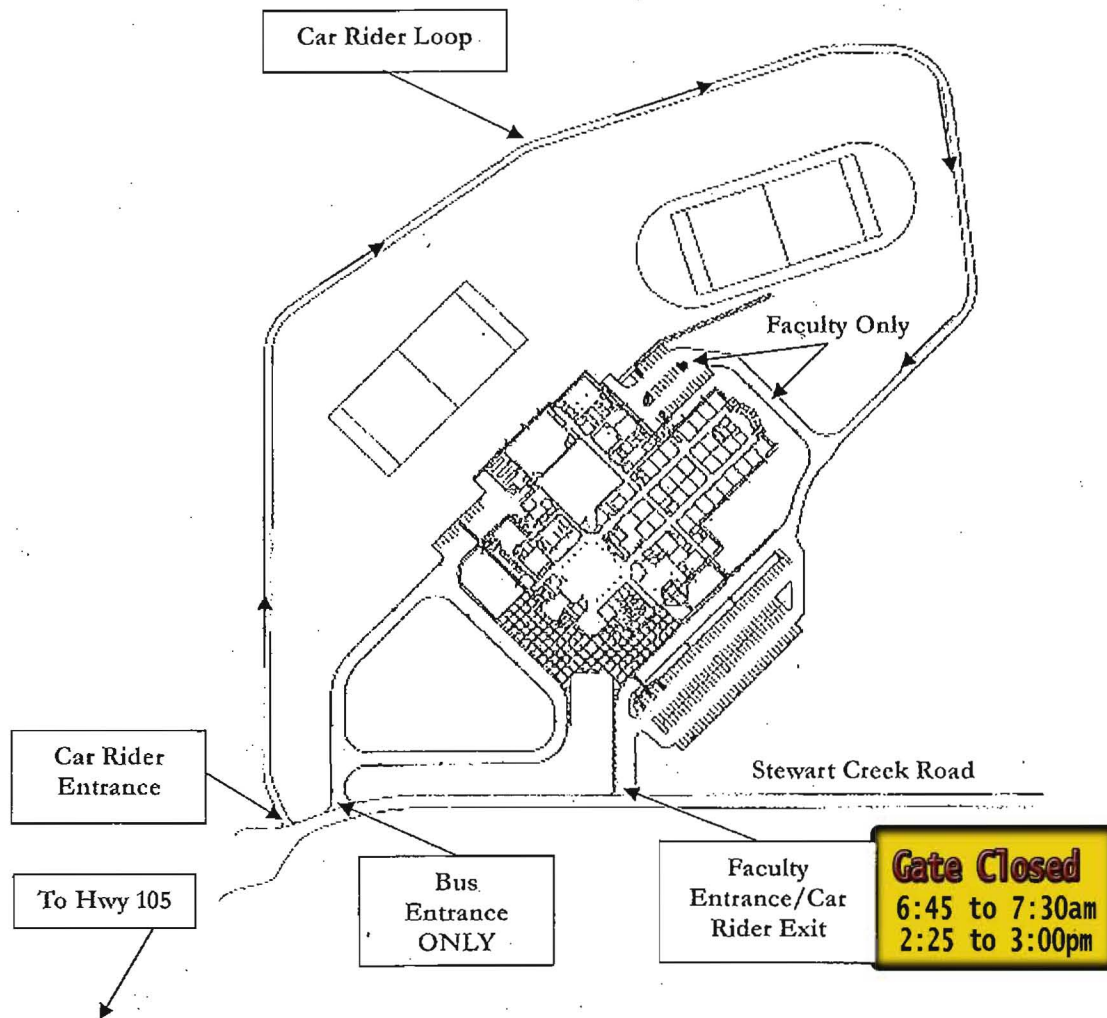 Car Rider Loop
Faculty Only
Car Rider
Entrance
Stewart Creek Road
To Hwy 105
Bus
Entrance
ONLY
Faculty
Entrance/Car
Rider Exit
Gate Closed
6:45 to 7:30am
2:25 to 3:00pm